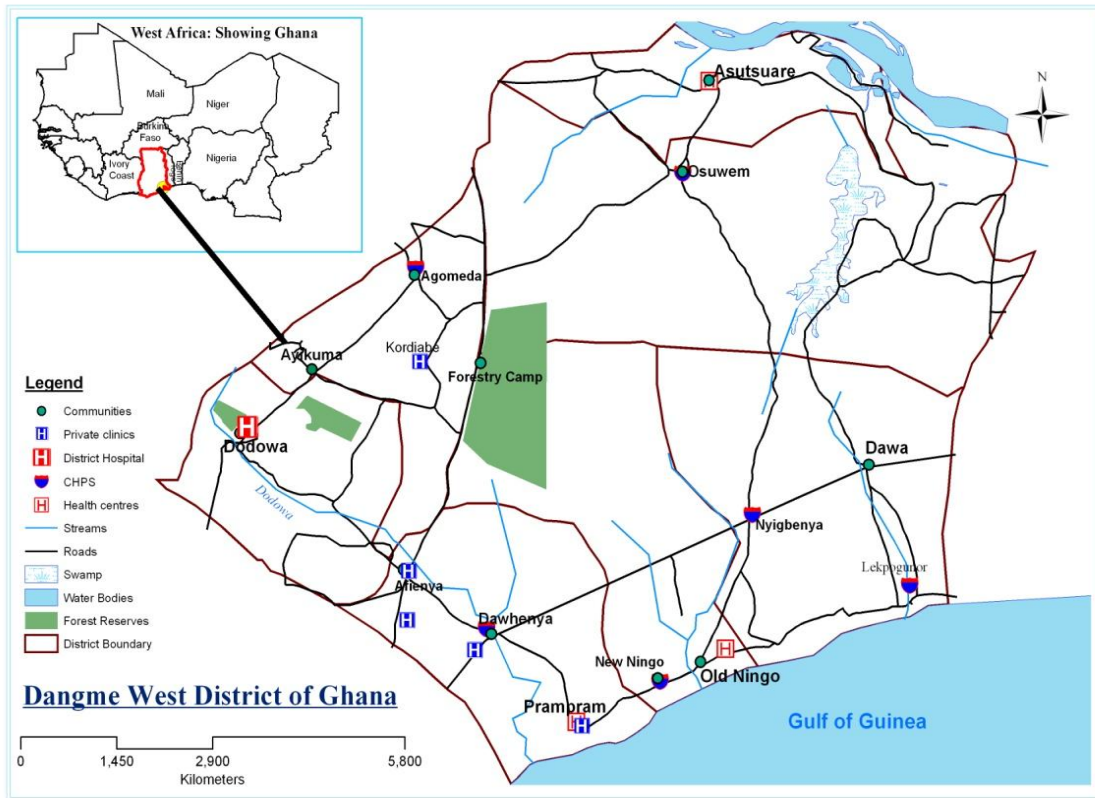 West Africa: Showing Ghana
Mali
Niger
Burkina
Faso
Ivory
Coast
Togo
Benin
Nigeria
N
Asutsuare
Osuwem
Agomeda
Ayikuma
Kordiabe
Forestry Camp
Dodowa
Dodowa
Dawa
Nyigbenya
Lekpogunor
Afienya
Dawhenya
New Ningo
Old Ningo
Prampram
Gulf of Guinea
Legend
Communities
H Private clinics
H District Hospital
CHPS
H Health centres
Streams
Roads
Swamp
Water Bodies
Forest Reserves
District Boundary
Dangme West District of Ghana
0 1,450 2,900 5,800
Kilometers